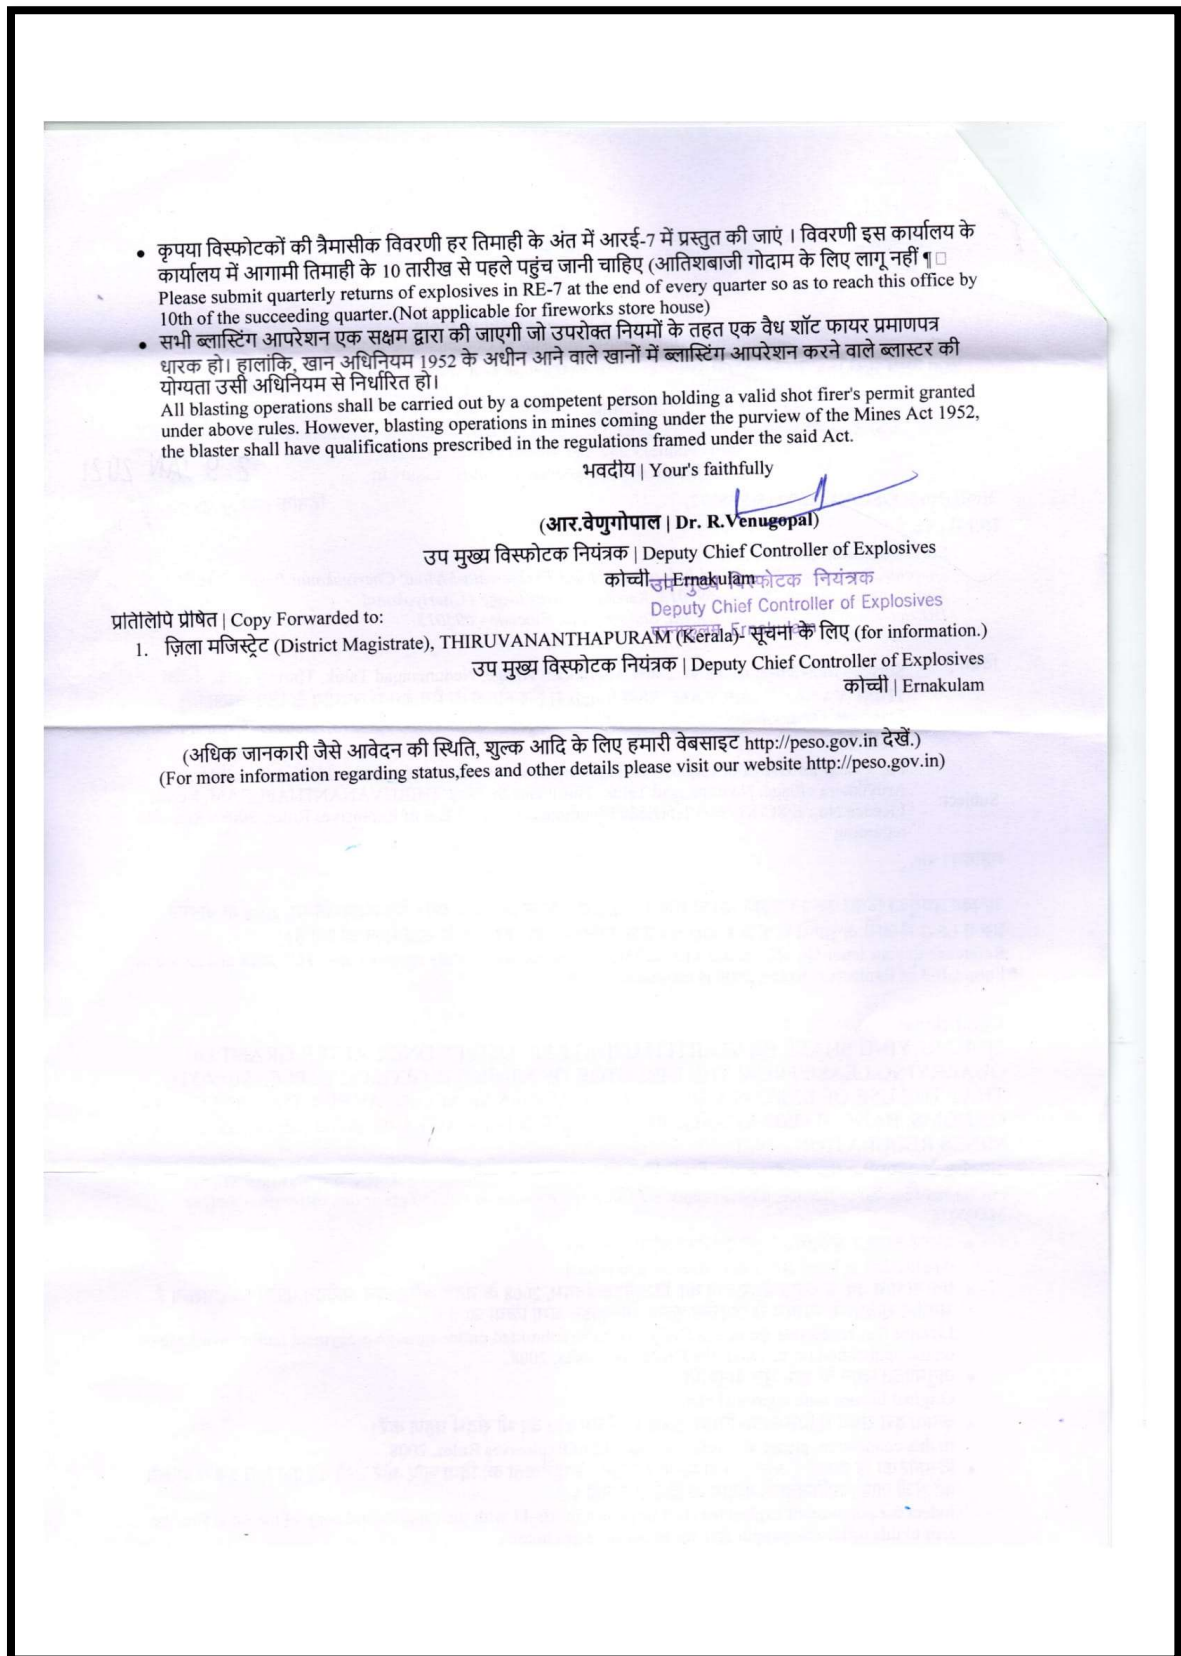 • कृपया विस्फोटकों की त्रैमासीक विवरणी हर तिमाही के अंत में आरई-7 में प्रस्तुत की जाएं । विवरणी इस कार्यालय के
कार्यालय में आगामी तिमाही के 10 तारीख से पहले पहुंच जानी चाहिए (आतिशबाजी गोदाम के लिए लागू नहीं ¶□
Please submit quarterly returns of explosives in RE-7 at the end of every quarter so as to reach this office by
10th of the succeeding quarter.(Not applicable for fireworks store house)
• सभी ब्लास्टिंग आपरेशन एक सक्षम द्वारा की जाएगी जो उपरोक्त नियमों के तहत एक वैध शॉट फायर प्रमाणपत्र
धारक हो। हालांकि, खान अधिनियम 1952 के अधीन आने वाले खानों में ब्लास्टिंग आपरेशन करने वाले ब्लास्टर की
योग्यता उसी अधिनियम से निर्धारित हो।
All blasting operations shall be carried out by a competent person holding a valid shot firer's permit granted
under above rules. However, blasting operations in mines coming under the purview of the Mines Act 1952,
the blaster shall have qualifications prescribed in the regulations framed under the said Act.
भवदीय | Your's faithfully
(आर.वेणुगोपाल | Dr. R.Venugopal)
उप मुख्य विस्फोटक नियंत्रक | Deputy Chief Controller of Explosives
कोच्ची | Ernakulam
उप मुख्य विस्फोटक नियंत्रक
Deputy Chief Controller of Explosives
Ernakulam
प्रतिलिपि प्रेषित | Copy Forwarded to:
1. ज़िला मजिस्ट्रेट (District Magistrate), THIRUVANANTHAPURAM (Kerala)- सूचना के लिए (for information.)
उप मुख्य विस्फोटक नियंत्रक | Deputy Chief Controller of Explosives
कोच्ची | Ernakulam
(अधिक जानकारी जैसे आवेदन की स्थिति, शुल्क आदि के लिए हमारी वेबसाइट http://peso.gov.in देखें.)
(For more information regarding status,fees and other details please visit our website http://peso.gov.in)